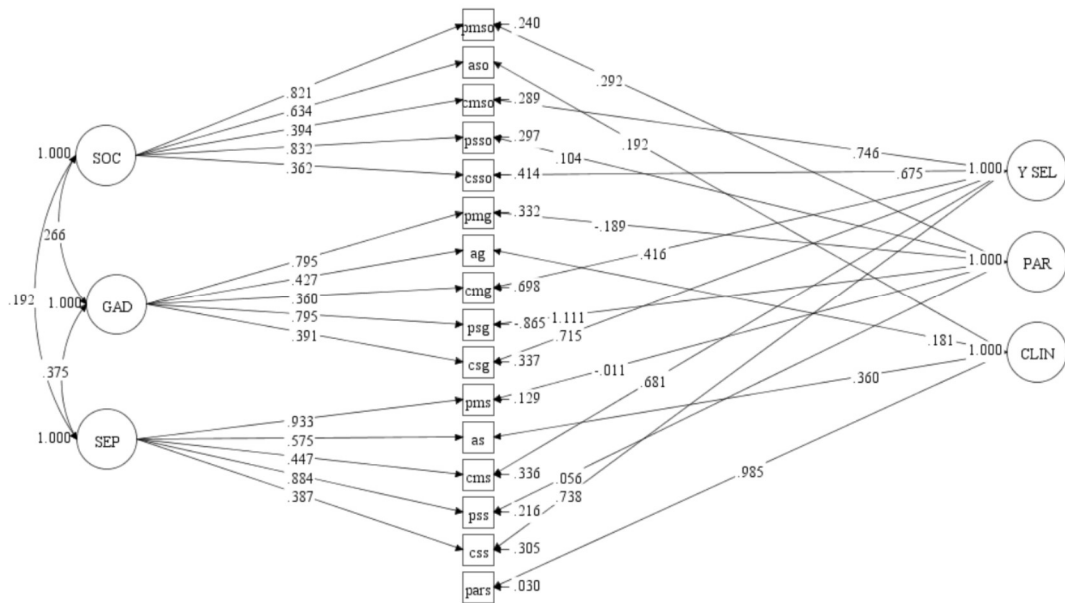 pmso
.240
aso
.821
.292
.634
cmso
.289
.394
.192
1.000
SOC
.832
psso
.297
.104
.746
.362
csso
.414
.675
1.000
Y SEL
pmg
.332
-.189
266
.795
ag
.416
.427
1.000
PAR
.192
1.000
GAD
.360
cmg
.698
.795
psg
-.865
1.111
.391
.715
.181
1.000
CLIN
csg
.337
.375
-.011
.681
.360
pms
.129
.933
1.000
SEP
.575
as
.447
cms
.336
.056
.985
.884
.738
.387
pss
.216
css
.305
pars
.030